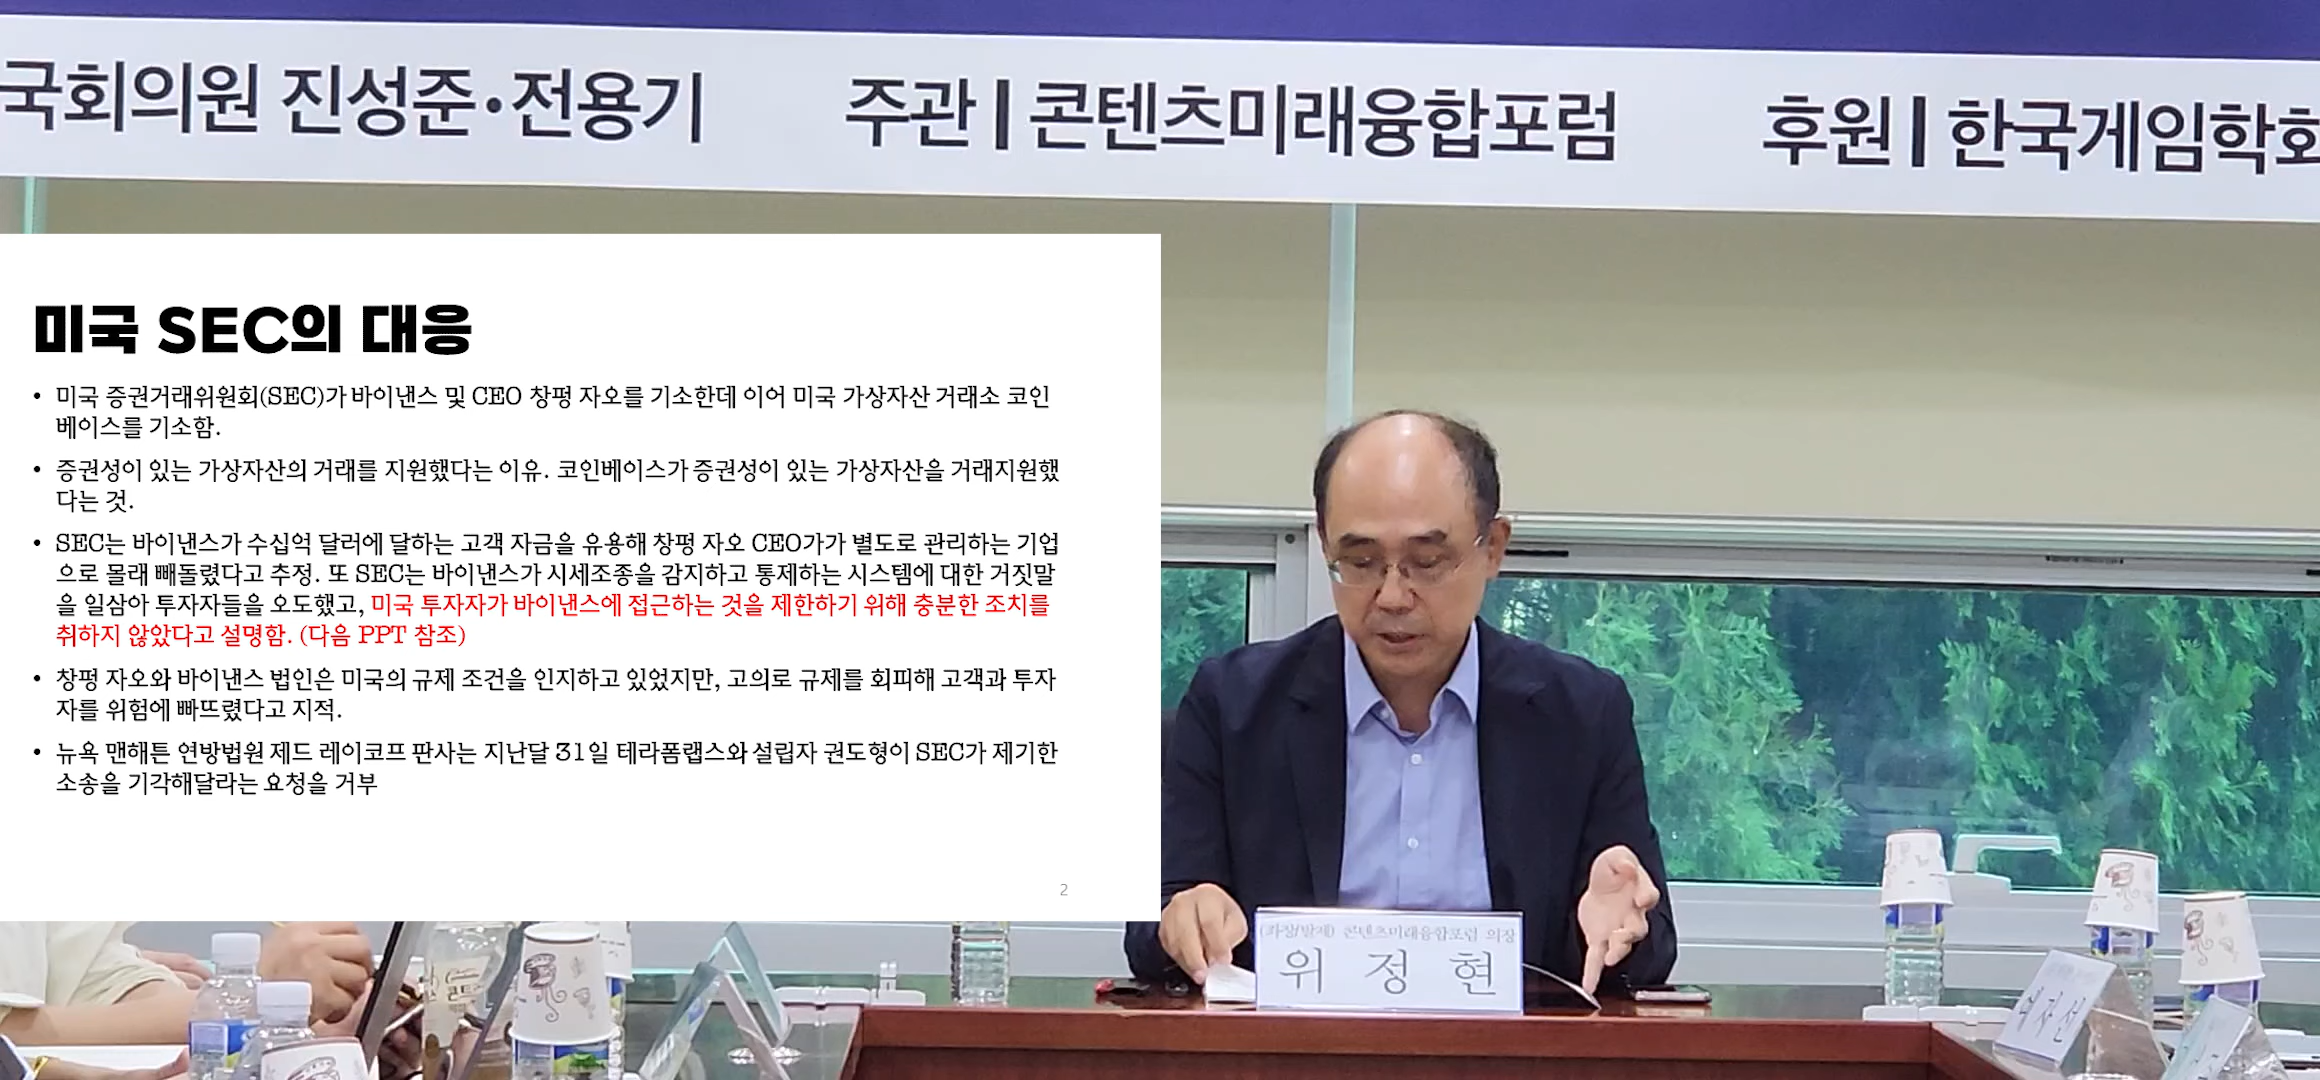 국회의원 진성준·전용기 주관 | 콘텐츠미래융합포럼 후원 | 한국게임학회
미국 SEC의 대응
• 미국 증권거래위원회(SEC)가 바이낸스 및 CEO 창펑 자오를 기소한데 이어 미국 가상자산 거래소 코인
베이스를 기소함.
• 증권성이 있는 가상자산의 거래를 지원했다는 이유. 코인베이스가 증권성이 있는 가상자산을 거래지원했
다는 것.
• SEC는 바이낸스가 수십억 달러에 달하는 고객 자금을 유용해 창펑 자오 CEO가가 별도로 관리하는 기업
으로 몰래 빼돌렸다고 추정. 또 SEC는 바이낸스가 시세조종을 감지하고 통제하는 시스템에 대한 거짓말
을 일삼아 투자자들을 오도했고, 미국 투자자가 바이낸스에 접근하는 것을 제한하기 위해 충분한 조치를
취하지 않았다고 설명함. (다음 PPT 참조)
• 창펑 자오와 바이낸스 법인은 미국의 규제 조건을 인지하고 있었지만, 고의로 규제를 회피해 고객과 투자
자를 위험에 빠뜨렸다고 지적.
• 뉴욕 맨해튼 연방법원 제드 레이코프 판사는 지난달 31일 테라폼랩스와 설립자 권도형이 SEC가 제기한
소송을 기각해달라는 요청을 거부
2
(좌장/발제) 콘텐츠미래융합포럼 의장
위 정 현